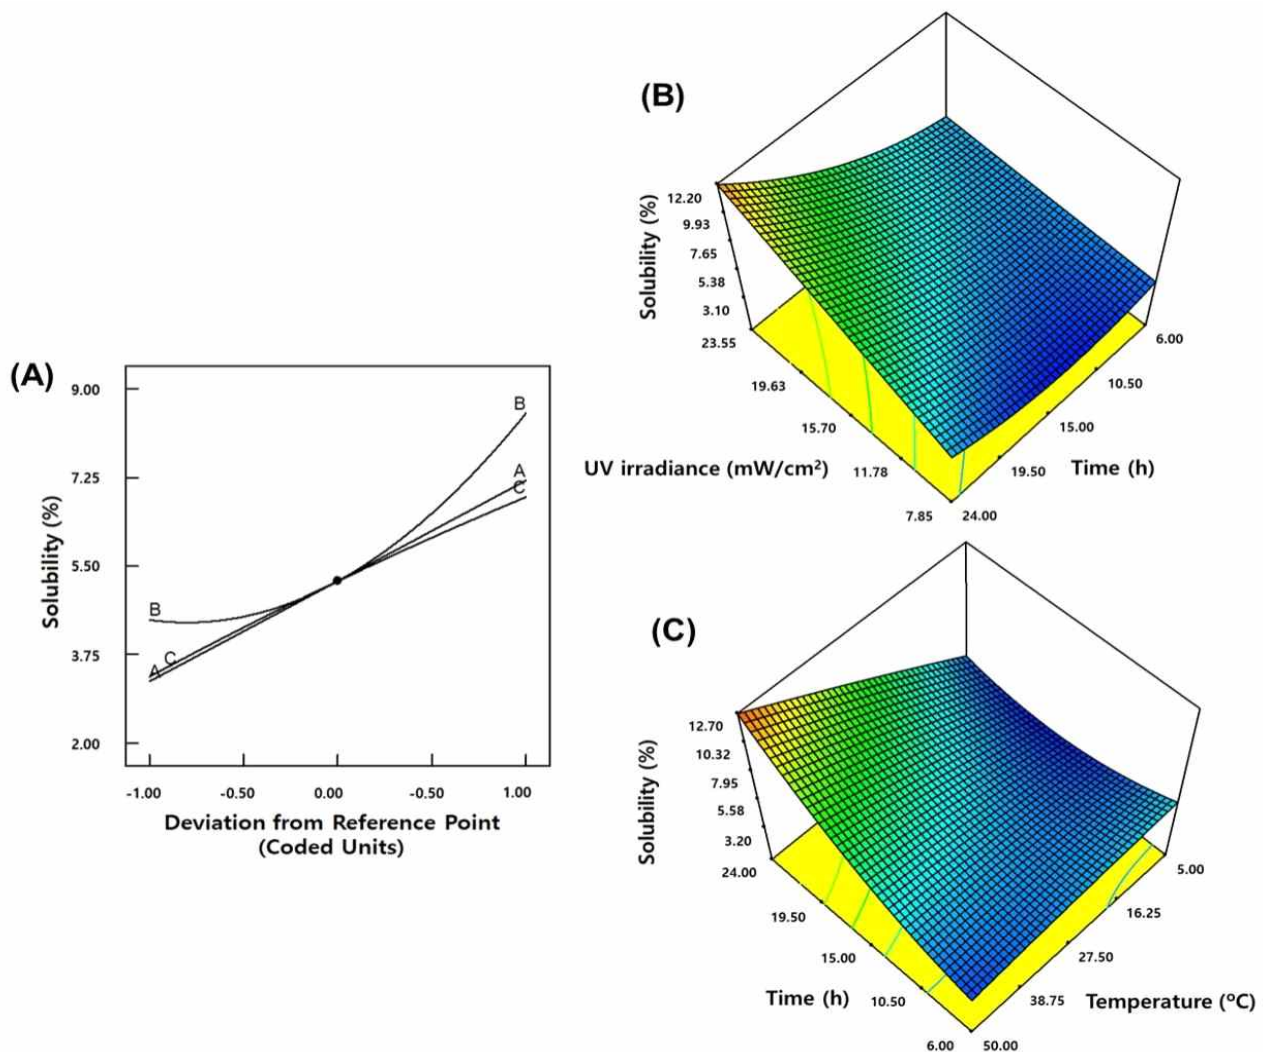 (A)
9.00
7.25
5.50
3.75
2.00
Solubility (%)
B
A
C
B
C
A
-1.00
-0.50
0.00
-0.50
1.00
Deviation from Reference Point
(Coded Units)
(B)
Solubility (%)
12.20
9.93
7.65
5.38
3.10
23.55
19.63
15.70
11.78
7.85
UV irradiance (mW/cm²)
6.00
10.50
15.00
19.50
24.00
Time (h)
(C)
Solubility (%)
12.70
10.32
7.95
5.58
3.20
24.00
19.50
15.00
10.50
6.00
Time (h)
5.00
16.25
27.50
38.75
50.00
Temperature (°C)